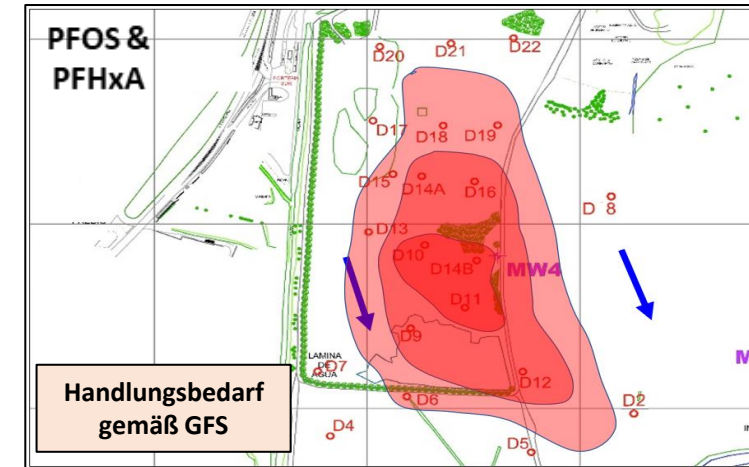 PFOS &
PFHxA
D20
D21
D22
D17
D18
D19
D15
D14A
D16
D 8
D13
D10
D14B
MW4
D11
D9
M
LAMINA
DE
AGUA
D7
D12
D6
D2
D4
D5
Handlungsbedarf
gemäß GFS